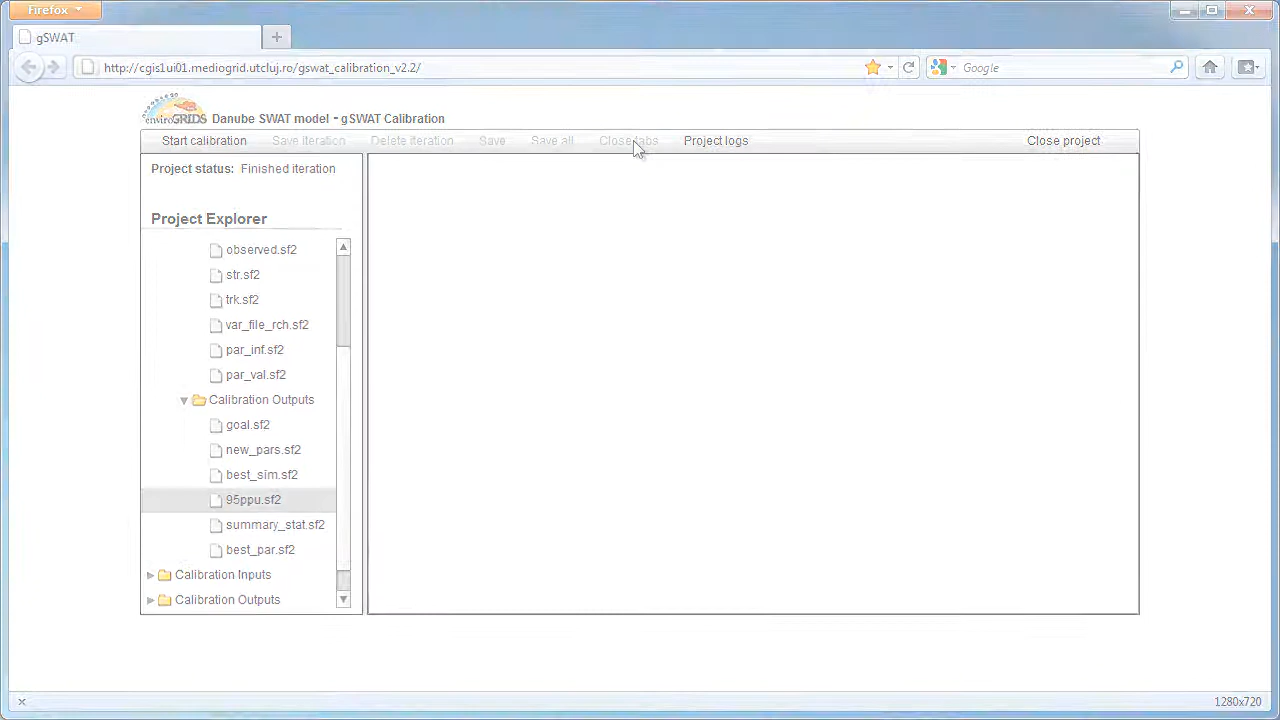 Firefox
gSWAT
http://cgis1ui01.mediogrid.utcluj.ro/gswat_calibration_v2.2/
Google
enviroGRIDS Danube SWAT model - gSWAT Calibration
Start calibration Save iteration Delete iteration Save Save all Close tabs Project logs Close project
Project status: Finished iteration
Project Explorer
observed.sf2
str.sf2
trk.sf2
var_file_rch.sf2
par_inf.sf2
par_val.sf2
Calibration Outputs
goal.sf2
new_pars.sf2
best_sim.sf2
95ppu.sf2
summary_stat.sf2
best_par.sf2
Calibration Inputs
Calibration Outputs
1280x720